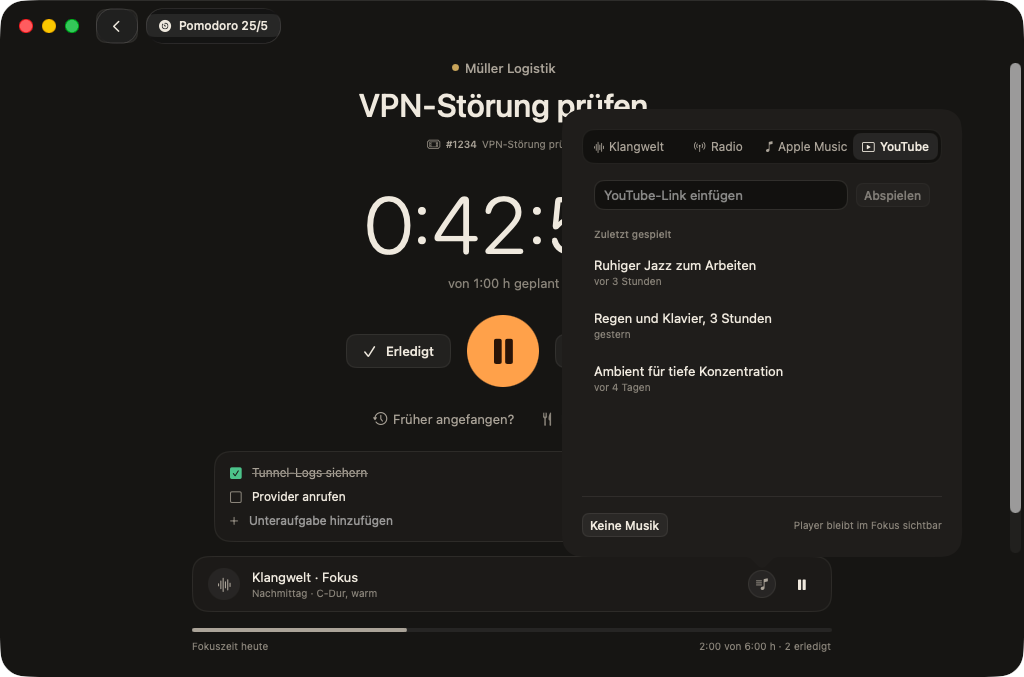 Pomodoro 25/5
Müller Logistik
VPN-Störung prüfen
#1234 VPN-Störung
0:42:5
von 1:00 h geplant
Erledigt
Früher angefangen?
Tunnel-Logs sichern
Provider anrufen
+ Unteraufgabe hinzufügen
Klangwelt Radio Apple Music YouTube
YouTube-Link einfügen Abspielen
Zuletzt gespielt
Ruhiger Jazz zum Arbeiten
vor 3 Stunden
Regen und Klavier, 3 Stunden
gestern
Ambient für tiefe Konzentration
vor 4 Tagen
Keine Musik Player bleibt im Fokus sichtbar
Klangwelt · Fokus
Nachmittag · C-Dur, warm
Fokuszeit heute 2:00 von 6:00 h · 2 erledigt